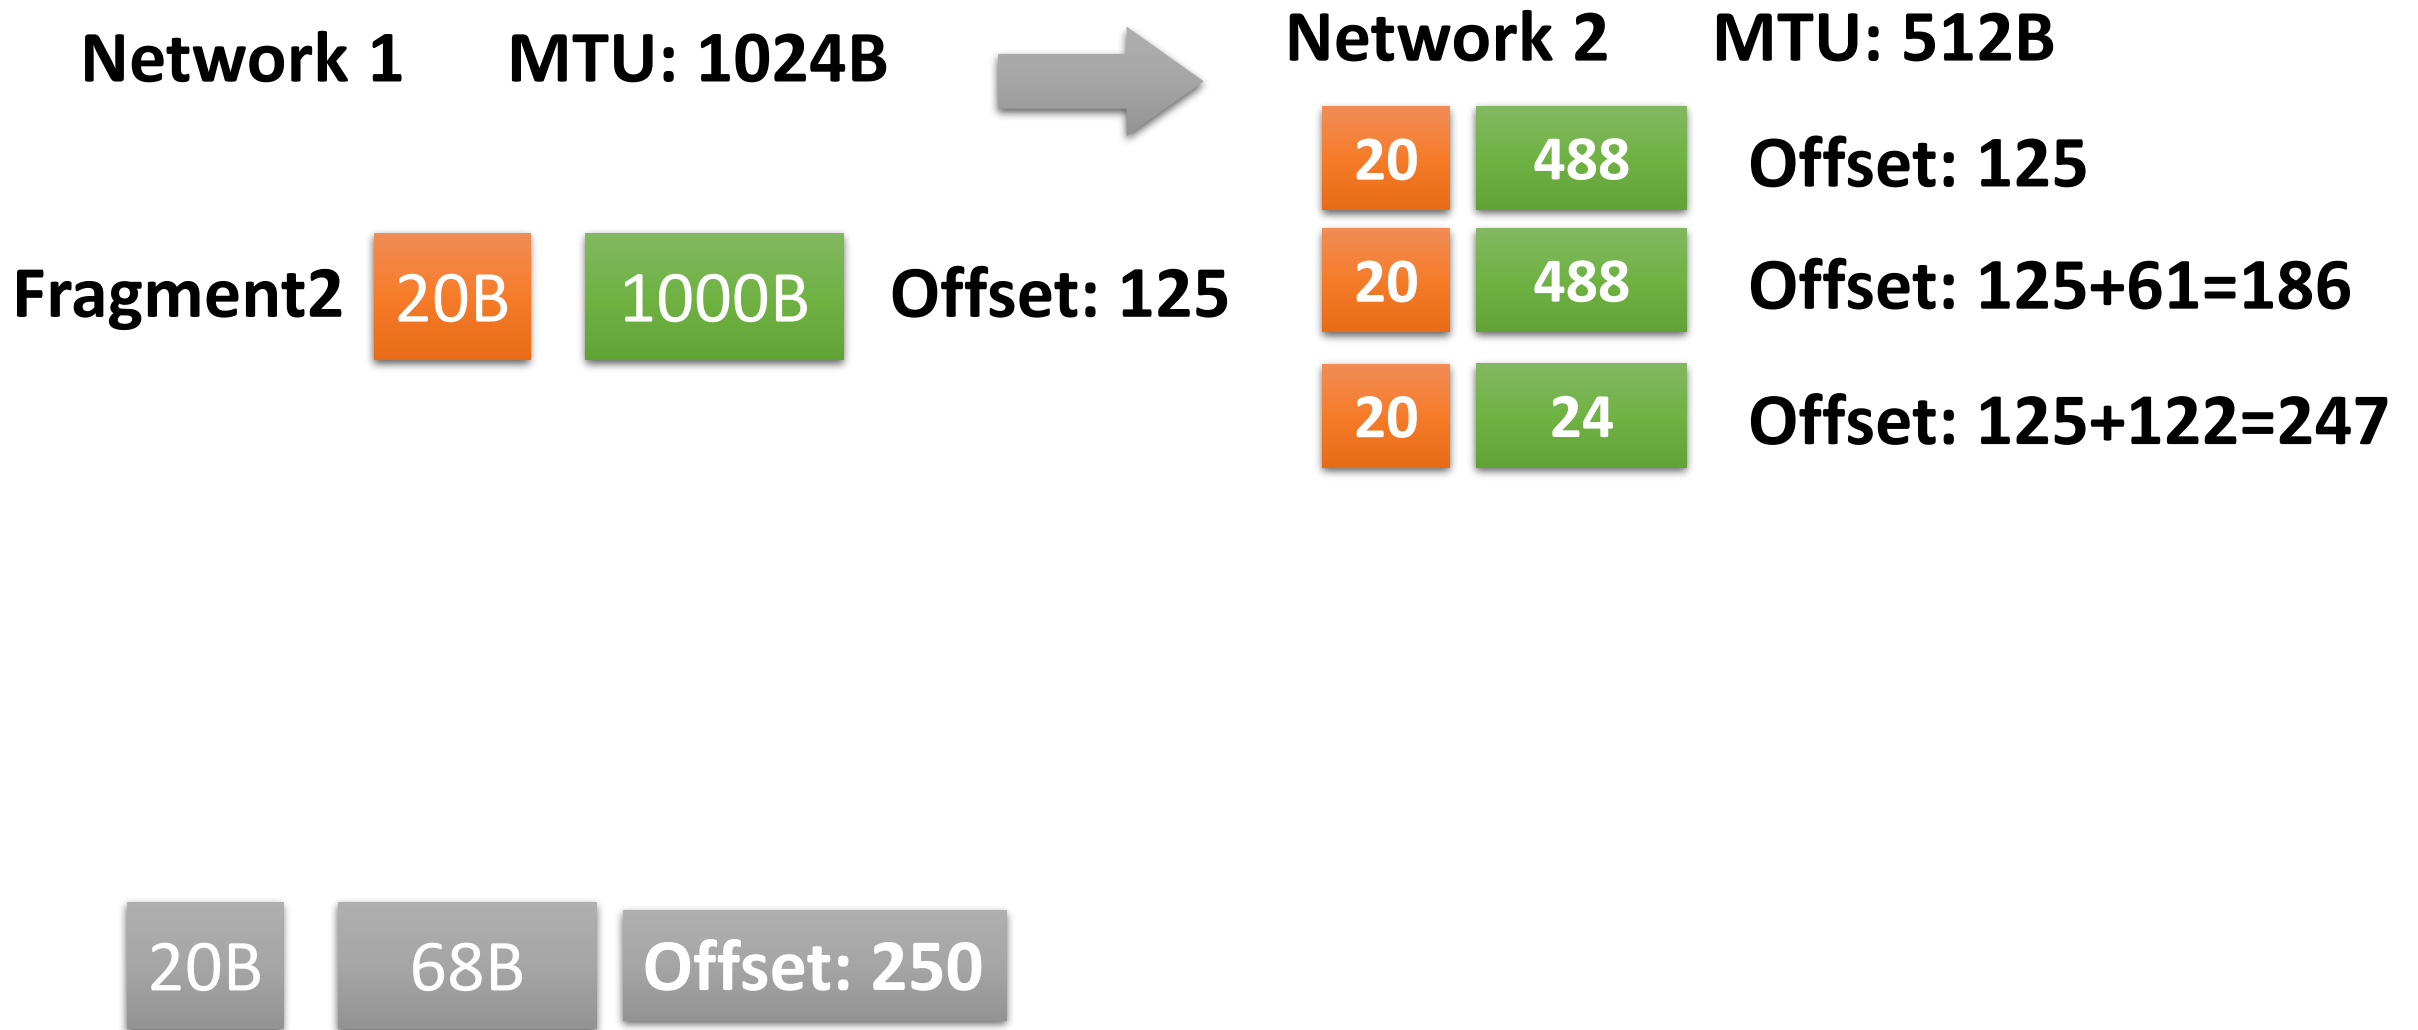 Network 1 MTU: 1024B
Network 2 MTU: 512B
20 488 Offset: 125
Fragment2 20B 1000B Offset: 125
20 488 Offset: 125+61=186
20 24 Offset: 125+122=247
20B 68B Offset: 250